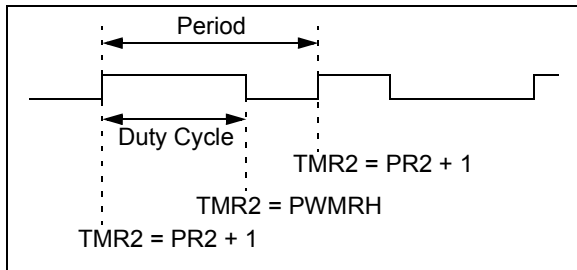 Period
Duty Cycle
TMR2 = PR2 + 1
TMR2 = PWMRH
TMR2 = PR2 + 1